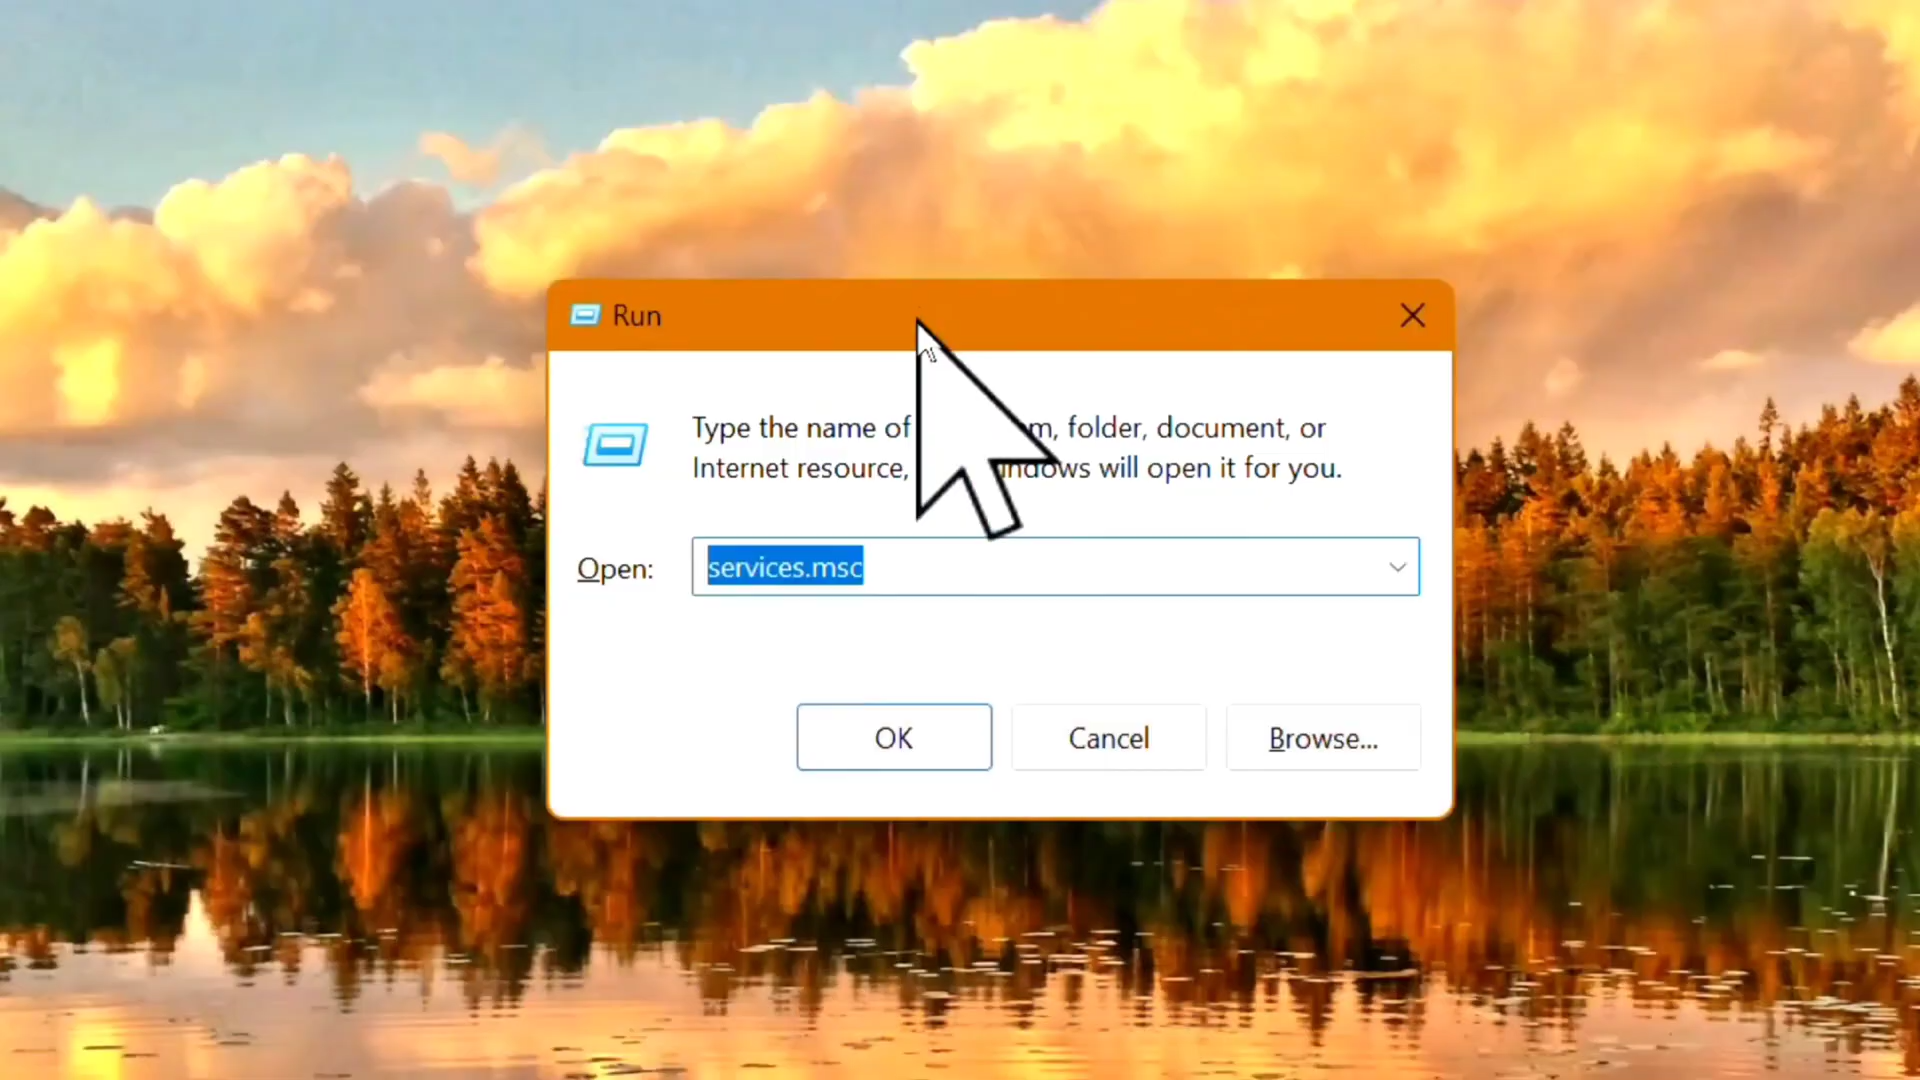 Run
Type the name of m, folder, document, or
Internet resource, indows will open it for you.
Open:
services.msc
OK
Cancel
Browse...